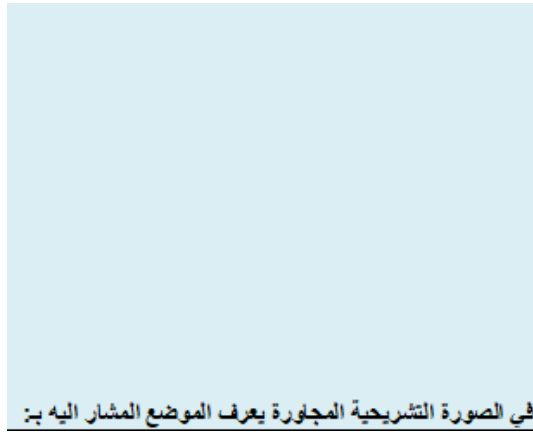 في الصورة التشريحية المجاورة يعرف الموضع المشار اليه بـ: